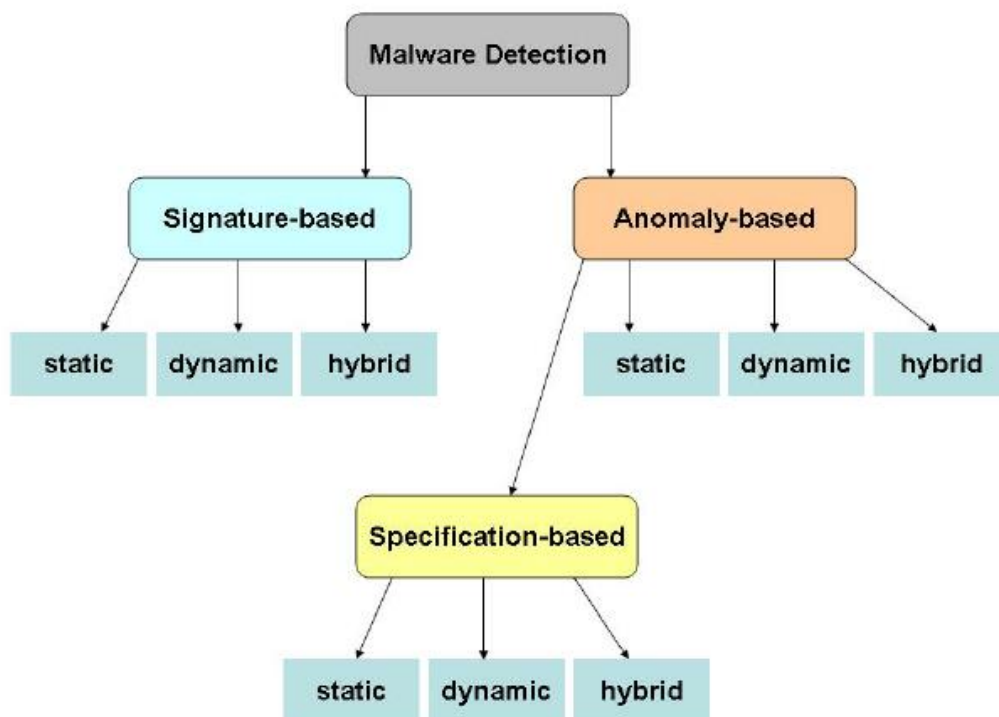 Malware Detection
Signature-based
Anomaly-based
static
dynamic
hybrid
static
dynamic
hybrid
Specification-based
static
dynamic
hybrid